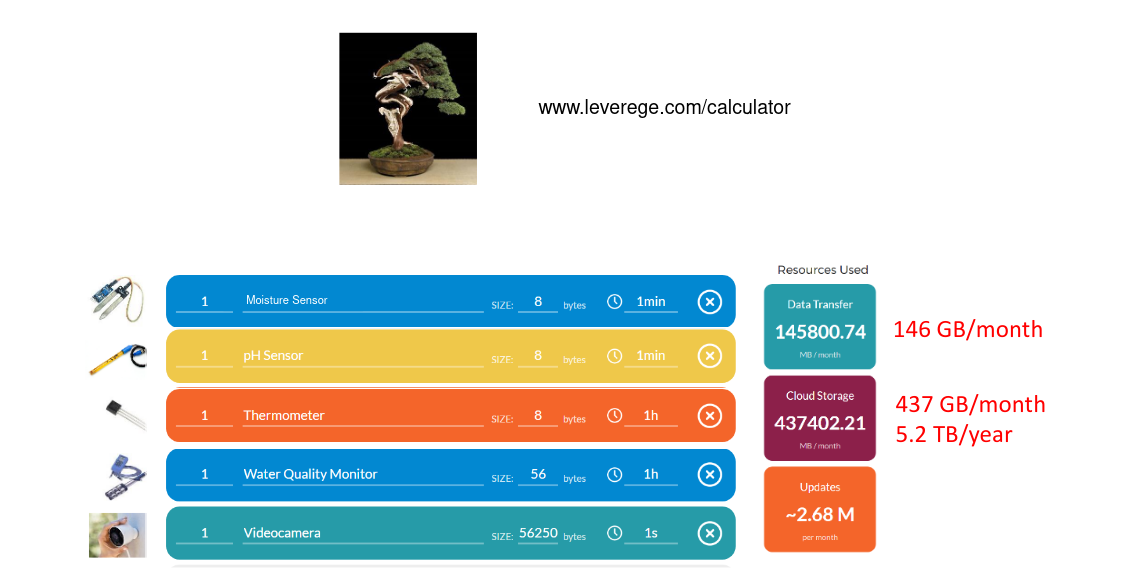 www.leverege.com/calculator
Resources Used
1 Moisture Sensor SIZE: 8 bytes 1min
1 pH Sensor SIZE: 8 bytes 1min
1 Thermometer SIZE: 8 bytes 1h
1 Water Quality Monitor SIZE: 56 bytes 1h
1 Videocamera SIZE: 56250 bytes 1s
Data Transfer
145800.74
MB / month
146 GB/month
Cloud Storage
437402.21
MB / month
437 GB/month
5.2 TB/year
Updates
~2.68 M
per month